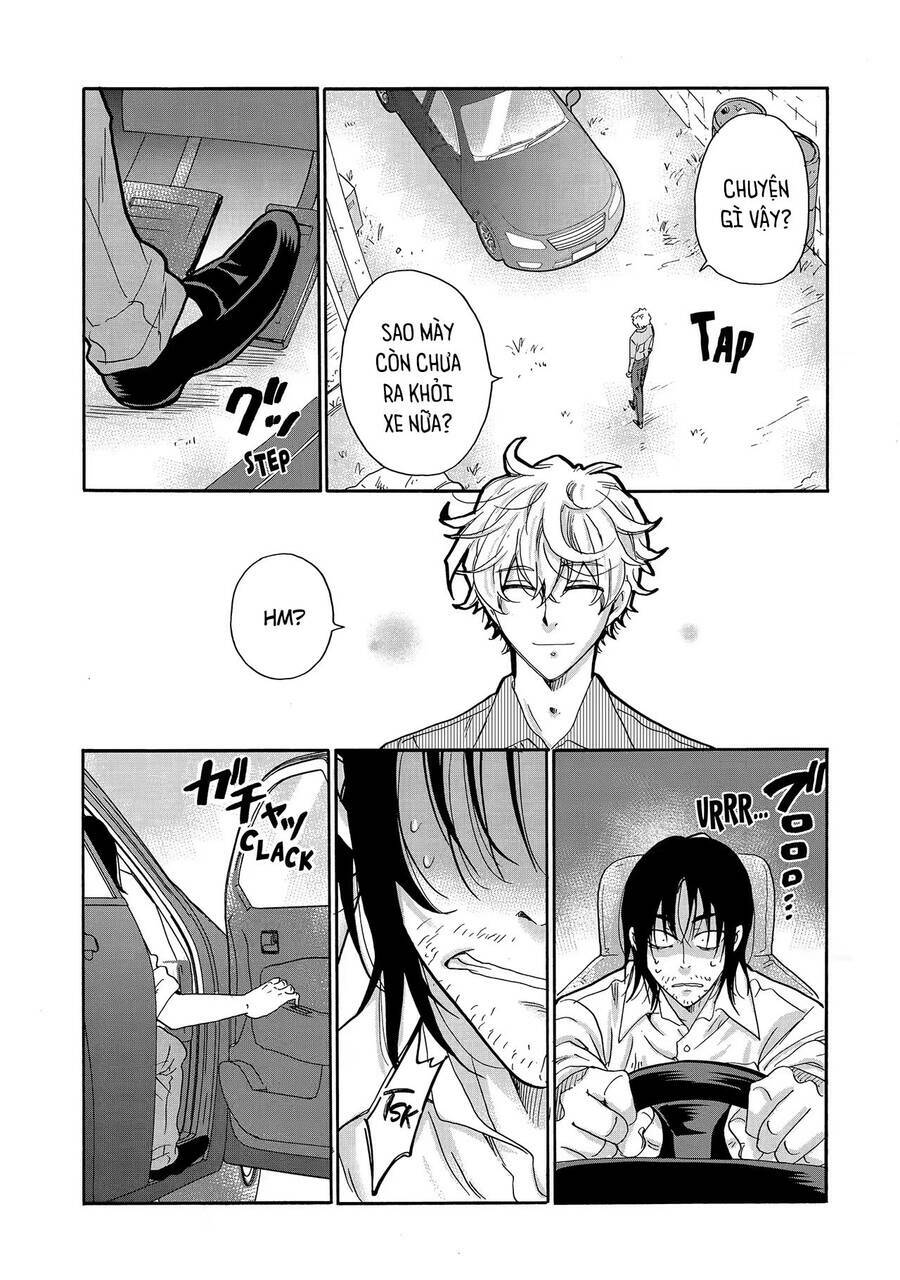 CHUYỆN
GÌ VẬY?
SAO MÀY
CÒN CHƯA
RA KHỎI
XE NỮA?
TAP
グッ
STEP
HM?
ブロロロ…
VRRR...
TSK
ガチャッ
CLACK